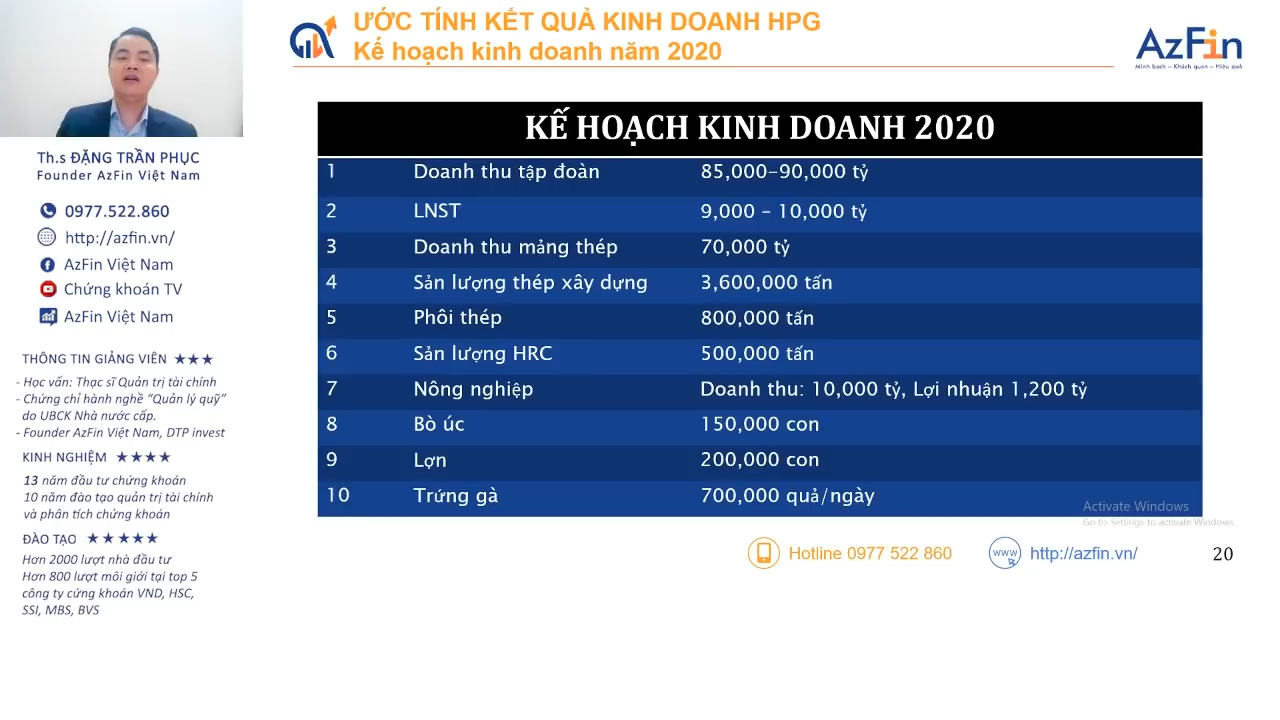 ƯỚC TÍNH KẾT QUẢ KINH DOANH HPG
Kế hoạch kinh doanh năm 2020
AzFin
Minh bạch – Khách quan – Hiệu quả
Th.s ĐẶNG TRẦN PHỤC
Founder AzFin Việt Nam
0977.522.860
http://azfin.vn/
AzFin Việt Nam
Chứng khoán TV
AzFin Việt Nam
THÔNG TIN GIẢNG VIÊN ★★★
- Học vấn: Thạc sĩ Quản trị tài chính
- Chứng chỉ hành nghề “Quản lý quỹ”
do UBCK Nhà nước cấp.
- Founder AzFin Việt Nam, DTP invest
KINH NGHIỆM ★★★★
13 năm đầu tư chứng khoán
10 năm đào tạo quản trị tài chính
và phân tích chứng khoán
ĐÀO TẠO ★★★★★
Hơn 2000 lượt nhà đầu tư
Hơn 800 lượt môi giới tại top 5
công ty cứng khoán VND, HSC,
SSI, MBS, BVS
KẾ HOẠCH KINH DOANH 2020
1 Doanh thu tập đoàn 85,000-90,000 tỷ
2 LNST 9,000 – 10,000 tỷ
3 Doanh thu mảng thép 70,000 tỷ
4 Sản lượng thép xây dựng 3,600,000 tấn
5 Phôi thép 800,000 tấn
6 Sản lượng HRC 500,000 tấn
7 Nông nghiệp Doanh thu: 10,000 tỷ, Lợi nhuận 1,200 tỷ
8 Bò úc 150,000 con
9 Lợn 200,000 con
10 Trứng gà 700,000 quả/ngày
Activate Windows
Go to Settings to activate Windows.
Hotline 0977 522 860
www
http://azfin.vn/
20